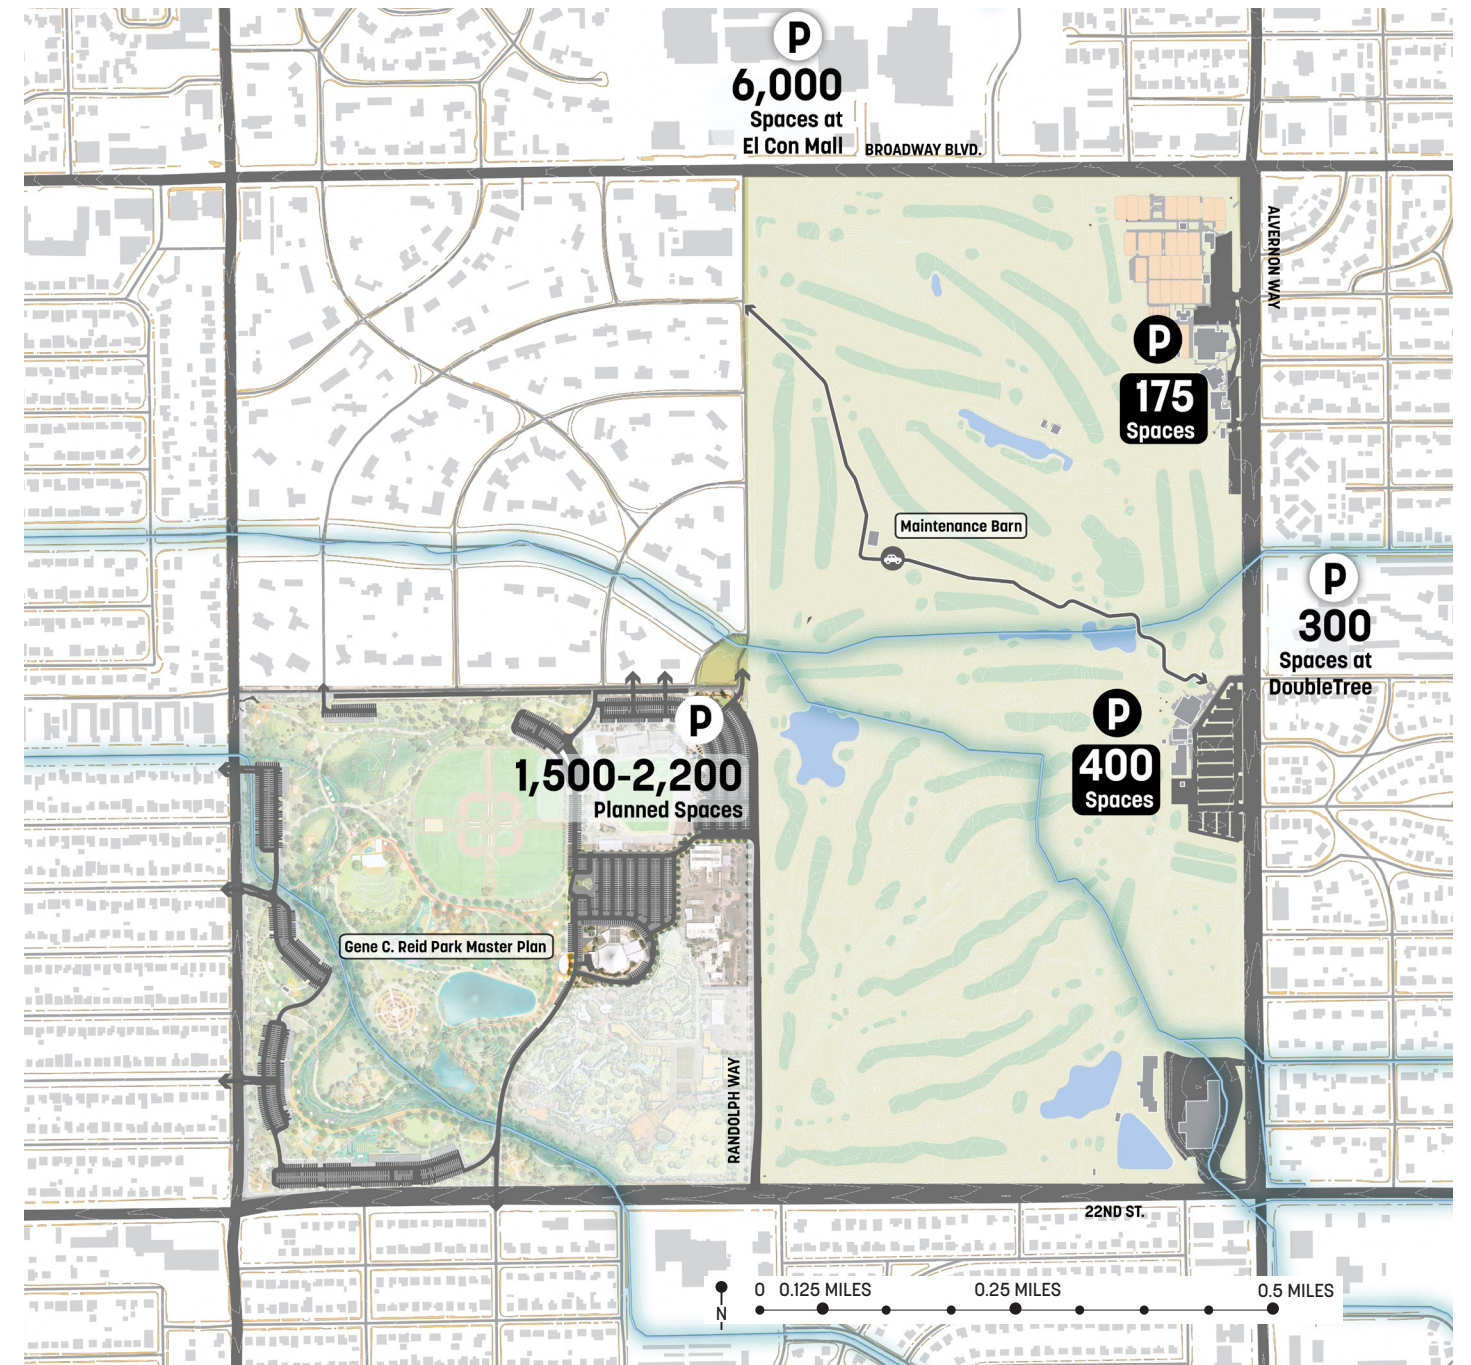 P
6,000
Spaces at
El Con Mall
BROADWAY BLVD.
ALVERNON WAY
P
175
Spaces
Maintenance Barn
P
300
Spaces at
DoubleTree
P
400
Spaces
P
1,500-2,200
Planned Spaces
Gene C. Reid Park Master Plan
RANDOLPH WAY
22ND ST.
N
0 0.125 MILES 0.25 MILES 0.5 MILES